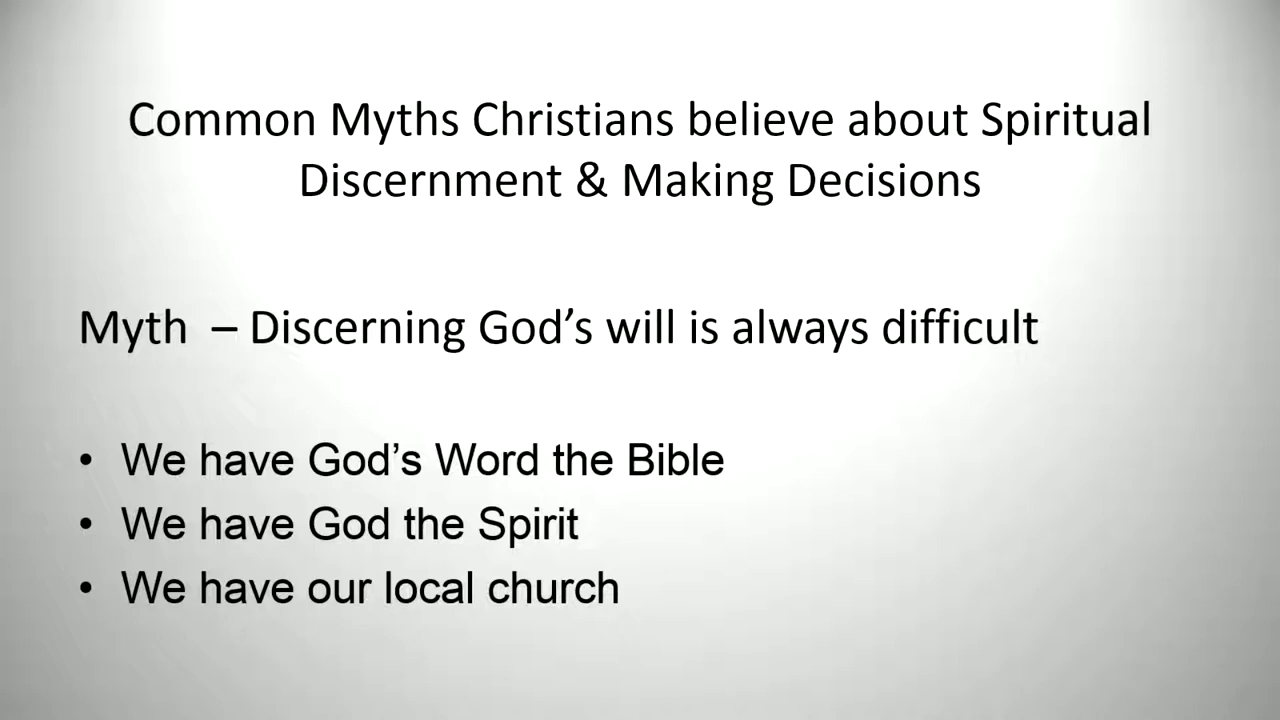 Common Myths Christians believe about Spiritual
Discernment & Making Decisions
Myth – Discerning God’s will is always difficult
• We have God’s Word the Bible
• We have God the Spirit
• We have our local church